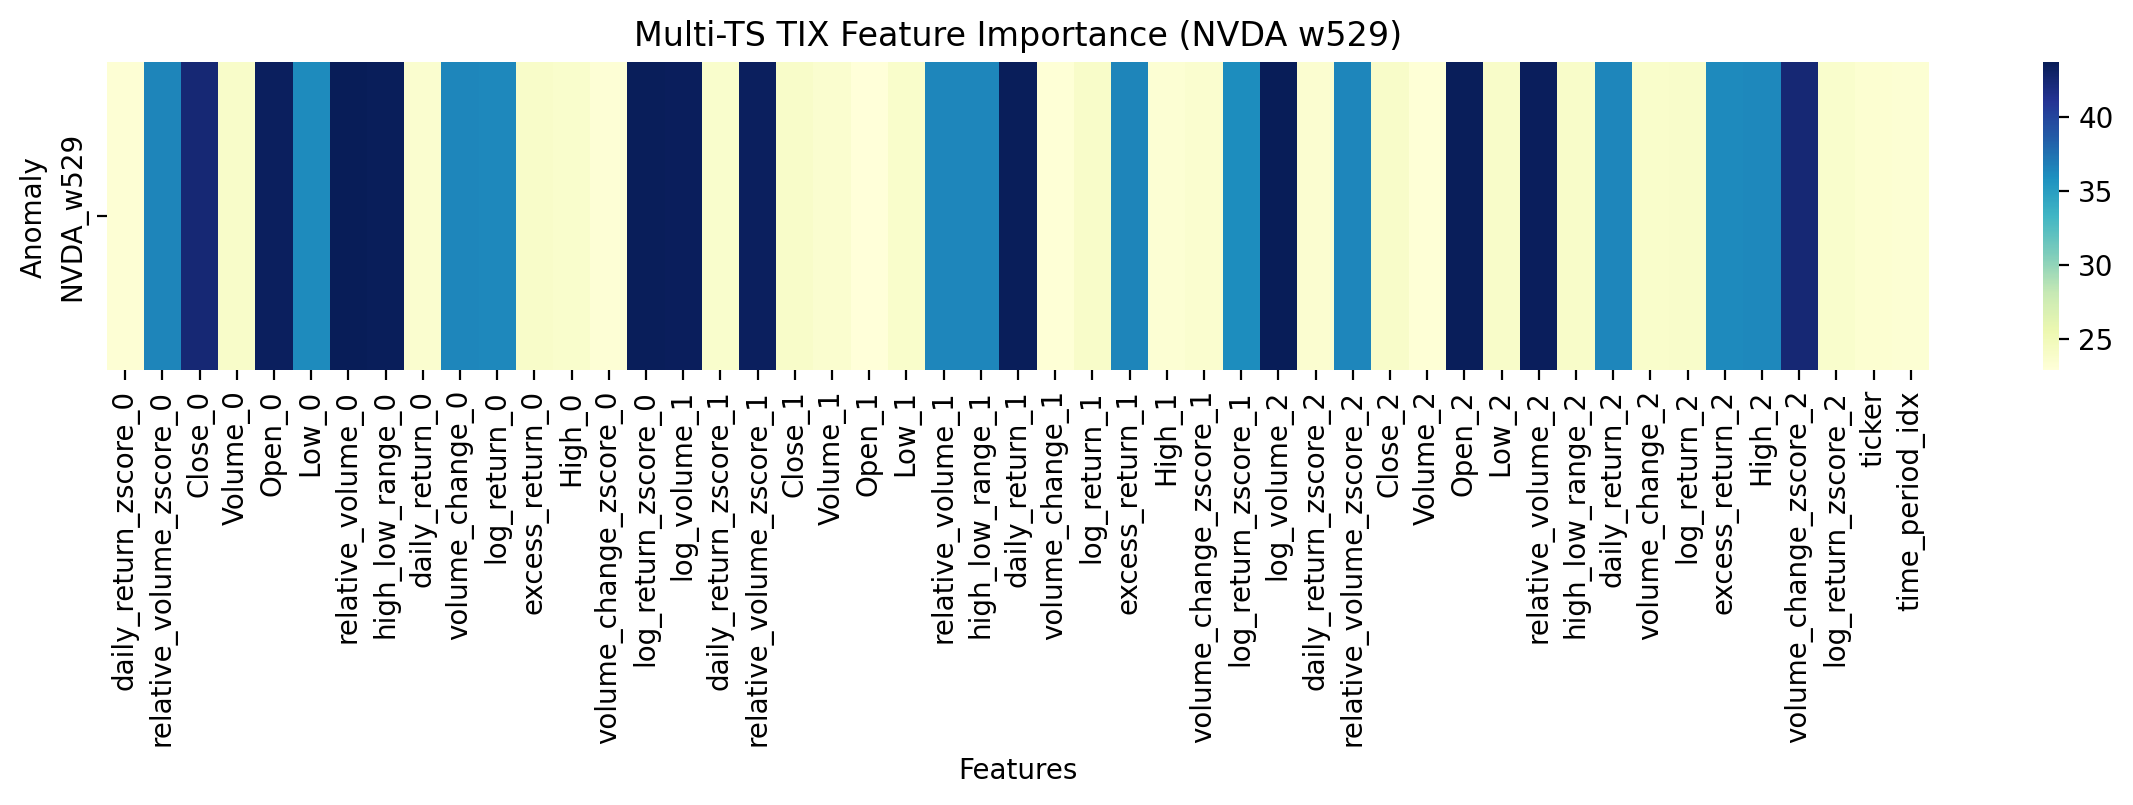 Multi-TS TIX Feature Importance (NVDA w529)
Anomaly
NVDA_w529
40
35
30
25
daily_return_zscore_0
relative_volume_zscore_0
Close_0
Volume_0
Open_0
Low_0
relative_volume_0
high_low_range_0
daily_return_0
volume_change_0
log_return_0
excess_return_0
High_0
volume_change_zscore_0
log_return_zscore_0
log_volume_1
daily_return_zscore_1
relative_volume_zscore_1
Close_1
Volume_1
Open_1
Low_1
relative_volume_1
high_low_range_1
daily_return_1
volume_change_1
log_return_1
excess_return_1
High_1
volume_change_zscore_1
log_return_zscore_1
log_volume_2
daily_return_zscore_2
relative_volume_zscore_2
Close_2
Volume_2
Open_2
Low_2
relative_volume_2
high_low_range_2
daily_return_2
volume_change_2
log_return_2
excess_return_2
High_2
volume_change_zscore_2
log_return_zscore_2
ticker
time_period_idx
Features